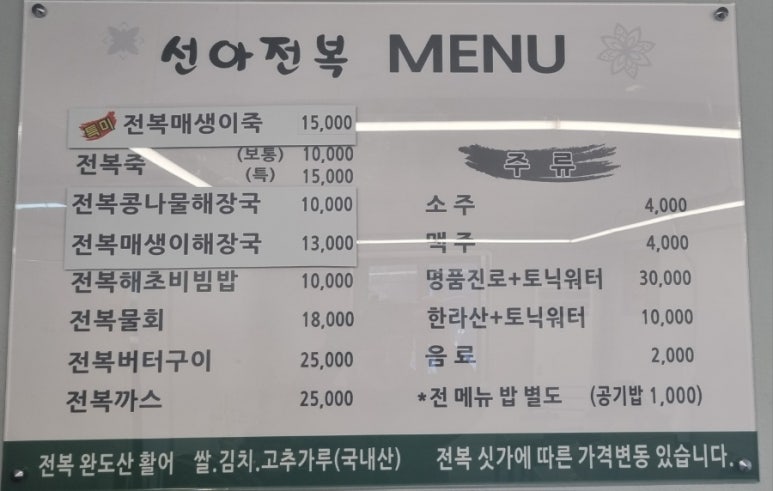 선아전복 MENU
특미 전복매생이죽 15,000
전복죽 (보통) 10,000
(특) 15,000
전복콩나물해장국 10,000
전복매생이해장국 13,000
전복해초비빔밥 10,000
전복물회 18,000
전복버터구이 25,000
전복까스 25,000
주류
소주 4,000
맥주 4,000
명품진로+토닉워터 30,000
한라산+토닉워터 10,000
음료 2,000
*전 메뉴 밥 별도 (공기밥 1,000)
전복 완도산 활어 쌀.김치.고추가루(국내산) 전복 싯가에 따른 가격변동 있습니다.